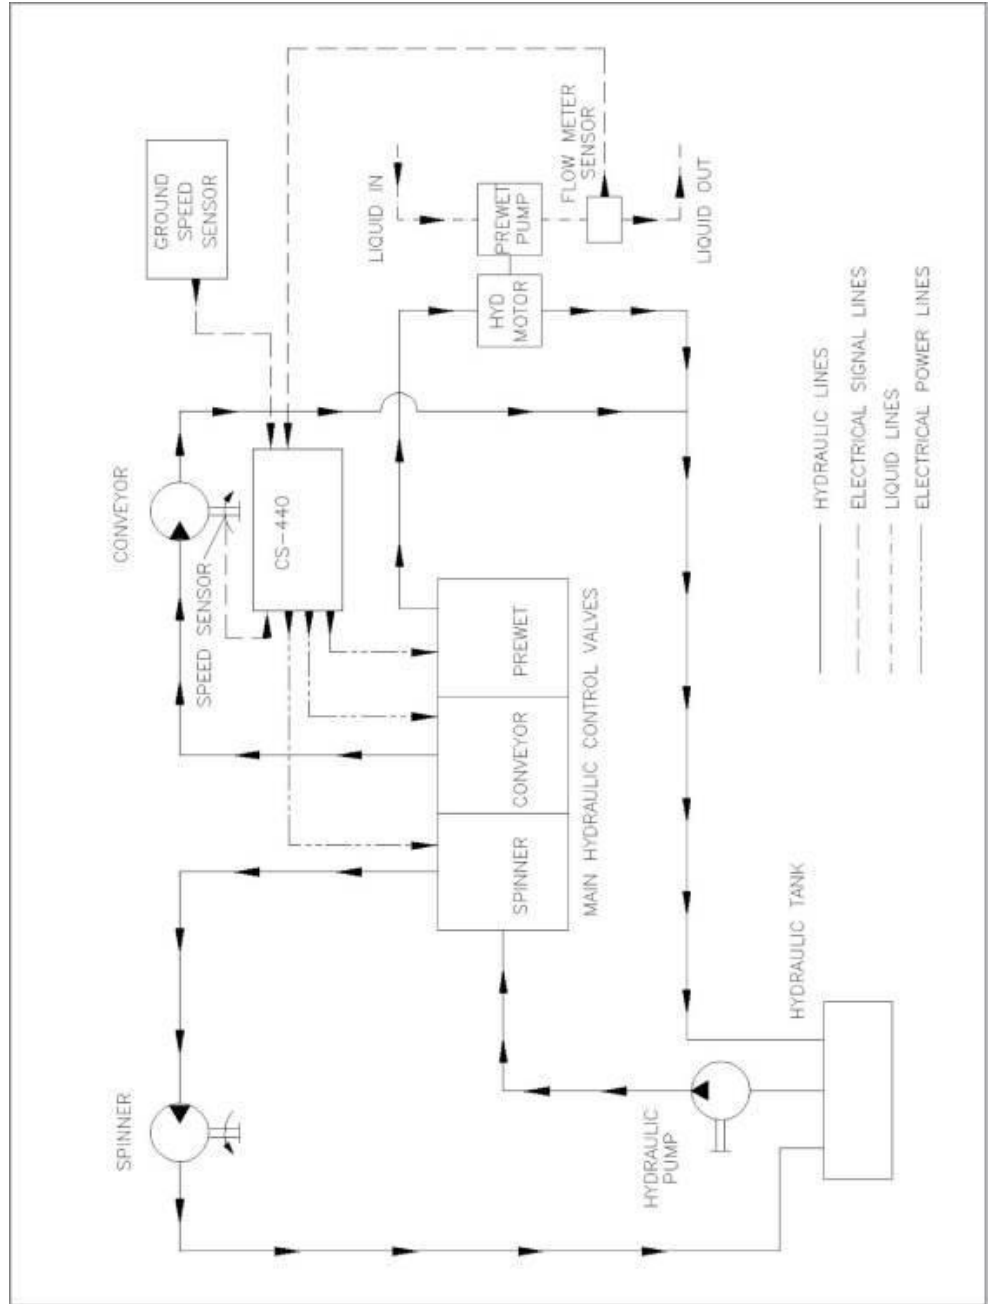 GROUND
SPEED
SENSOR
CONVEYOR
SPEED SENSOR
CS-440
LIQUID IN
PREWET
PUMP
FLOW METER
SENSOR
LIQUID OUT
HYD
MOTOR
SPINNER
SPINNER
CONVEYOR
PREWET
MAIN HYDRAULIC CONTROL VALVES
HYDRAULIC
PUMP
HYDRAULIC TANK
HYDRAULIC LINES
ELECTRICAL SIGNAL LINES
LIQUID LINES
ELECTRICAL POWER LINES